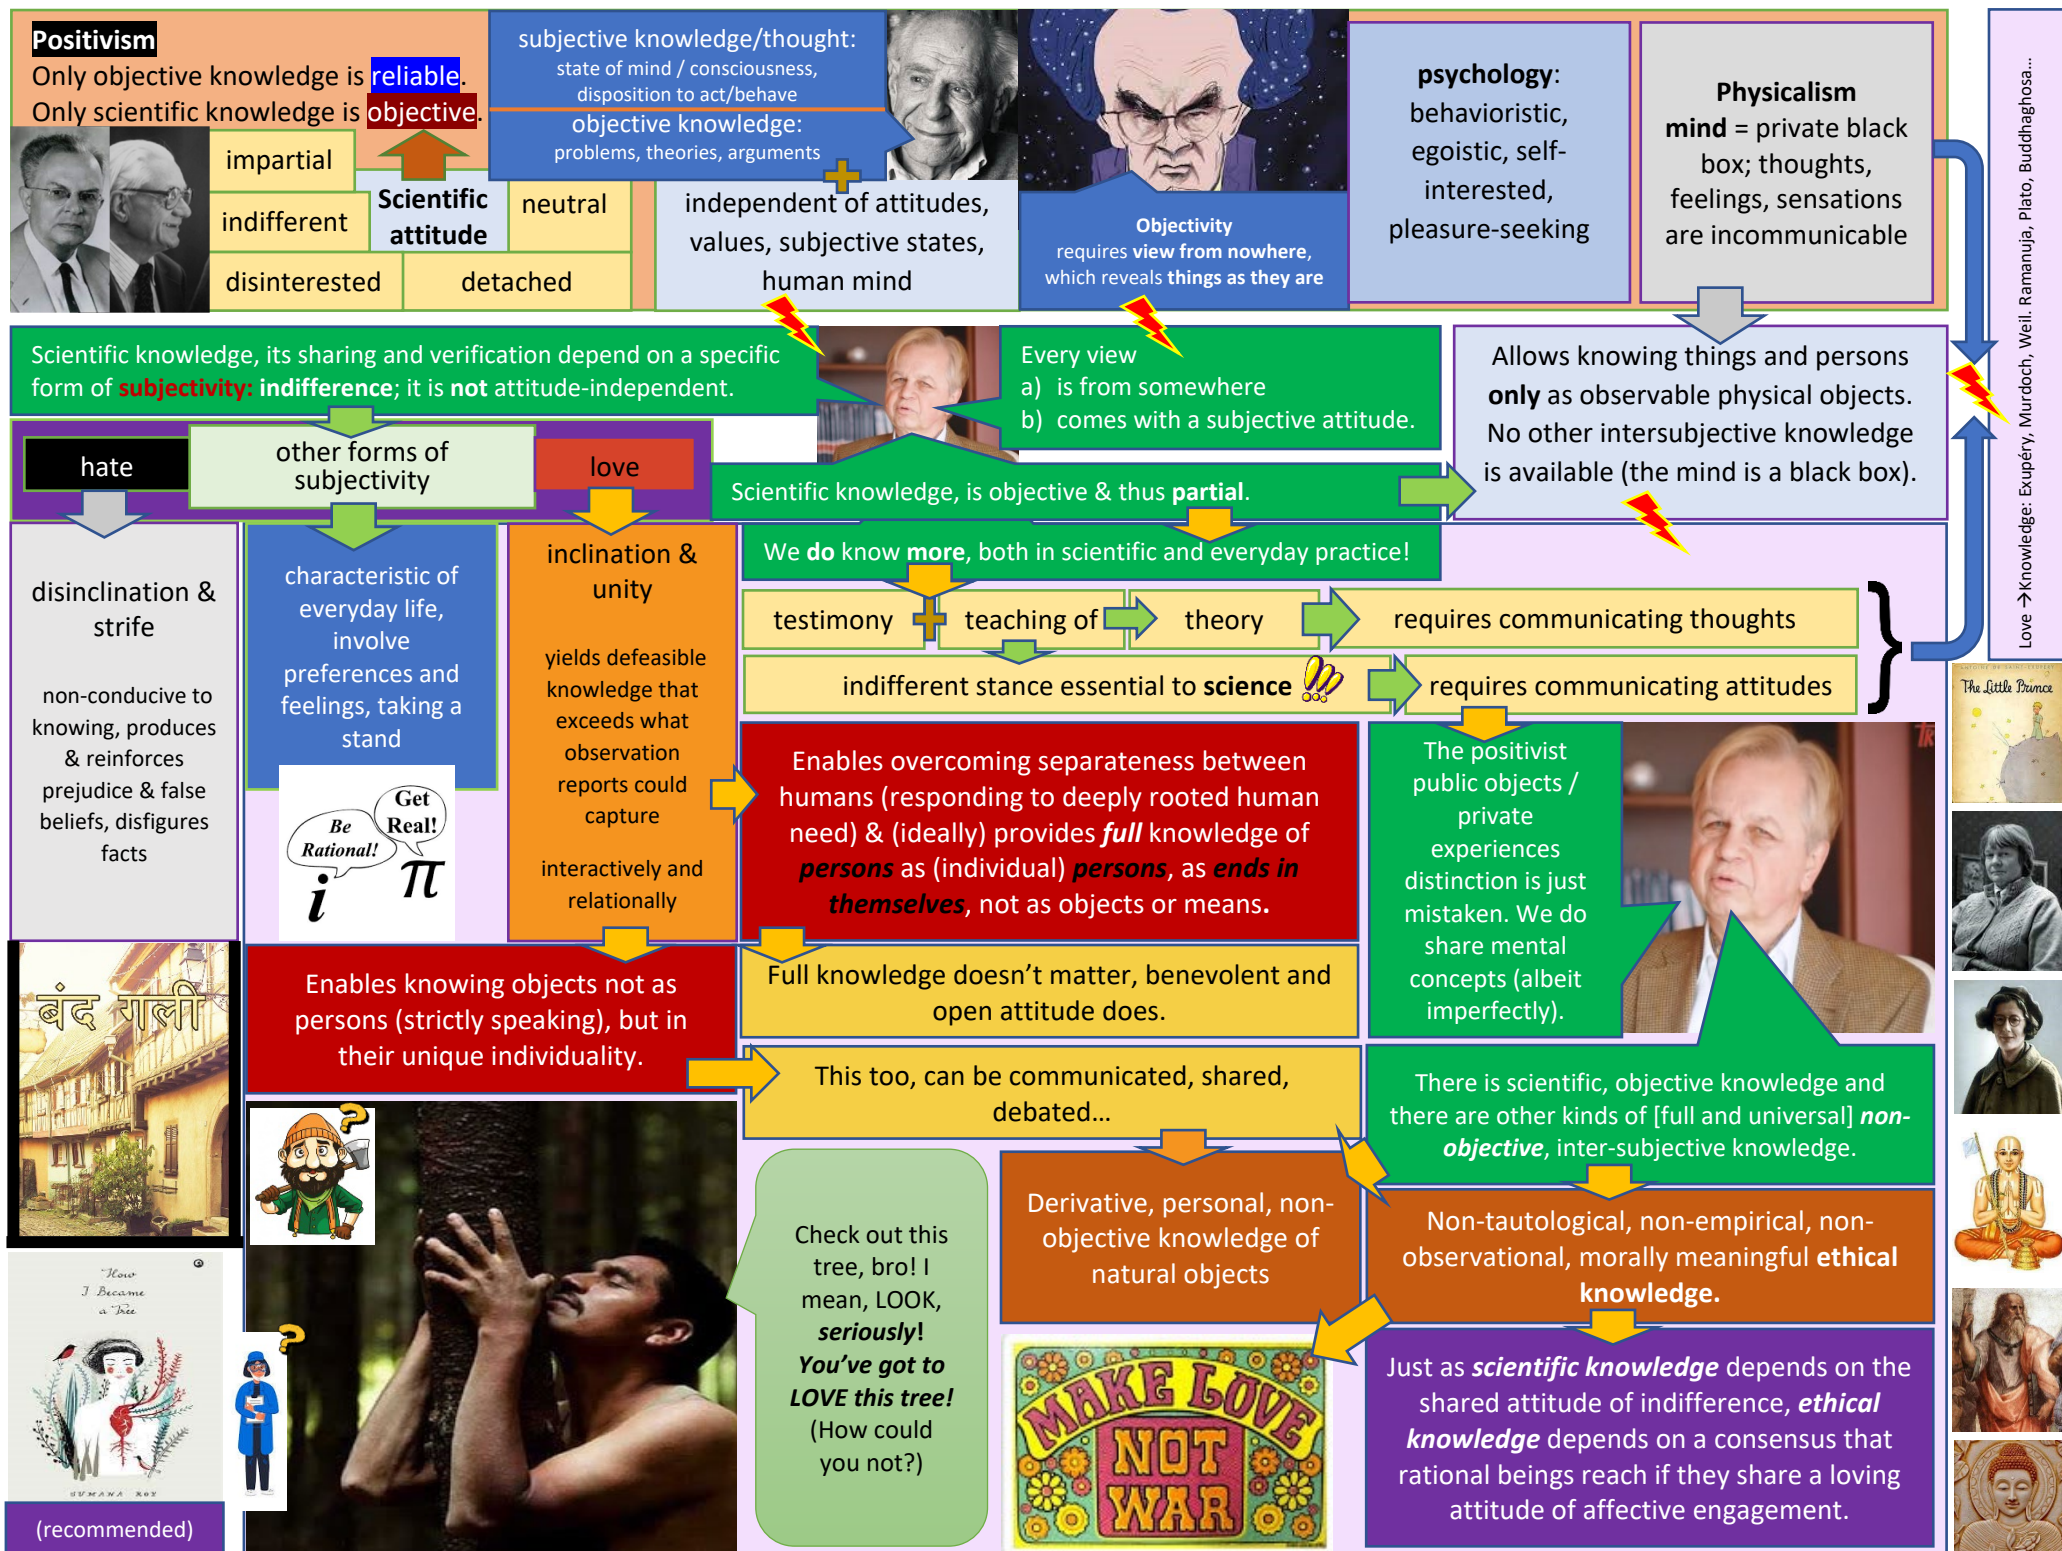 Positivism
Only objective knowledge is reliable.
Only scientific knowledge is objective.
impartial
indifferent
Scientific
attitude
neutral
disinterested
detached
subjective knowledge/thought:
state of mind / consciousness,
disposition to act/behave
objective knowledge:
problems, theories, arguments
independent of attitudes,
values, subjective states,
human mind
Objectivity
requires view from nowhere,
which reveals things as they are
psychology:
behavioristic,
egoistic, self-
interested,
pleasure-seeking
Physicalism
mind = private black
box; thoughts,
feelings, sensations
are incommunicable
Love →Knowledge: Exupery, Murdoch, Weil. Ramanuja, Plato, Buddhaghosa…
Scientific knowledge, its sharing and verification depend on a specific
form of subjectivity: indifference; it is not attitude-independent.
Every view
a) is from somewhere
b) comes with a subjective attitude.
Allows knowing things and persons
only as observable physical objects.
No other intersubjective knowledge
is available (the mind is a black box).
hate
other forms of
subjectivity
love
Scientific knowledge, is objective & thus partial.
We do know more, both in scientific and everyday practice!
disinclination &
strife
non-conducive to
knowing, produces
& reinforces
prejudice & false
beliefs, disfigures
facts
characteristic of
everyday life,
involve
preferences and
feelings, taking a
stand
Be
Rational!
Get
Real!
i
π
inclination &
unity
yields defeasible
knowledge that
exceeds what
observation
reports could
capture
interactively and
relationally
testimony
teaching of
theory
requires communicating thoughts
indifferent stance essential to science
requires communicating attitudes
Enables overcoming separateness between
humans (responding to deeply rooted human
need) & (ideally) provides full knowledge of
persons as (individual) persons, as ends in
themselves, not as objects or means.
The positivist
public objects /
private
experiences
distinction is just
mistaken. We do
share mental
concepts (albeit
imperfectly).
ANTOINE DE SAINT-EXUPÉRY
The Little Prince
बंद गली
Enables knowing objects not as
persons (strictly speaking), but in
their unique individuality.
Full knowledge doesn't matter, benevolent and
open attitude does.
This too, can be communicated, shared,
debated…
There is scientific, objective knowledge and
there are other kinds of [full and universal] non-
objective, inter-subjective knowledge.
Derivative, personal, non-
objective knowledge of
natural objects
Non-tautological, non-empirical, non-
observational, morally meaningful ethical
knowledge.
Check out this
tree, bro! I
mean, LOOK,
seriously!
You've got to
LOVE this tree!
(How could
you not?)
MAKE LOVE
NOT
WAR
Just as scientific knowledge depends on the
shared attitude of indifference, ethical
knowledge depends on a consensus that
rational beings reach if they share a loving
attitude of affective engagement.
How
I Became
a Tree
SUMANA ROY
(recommended)